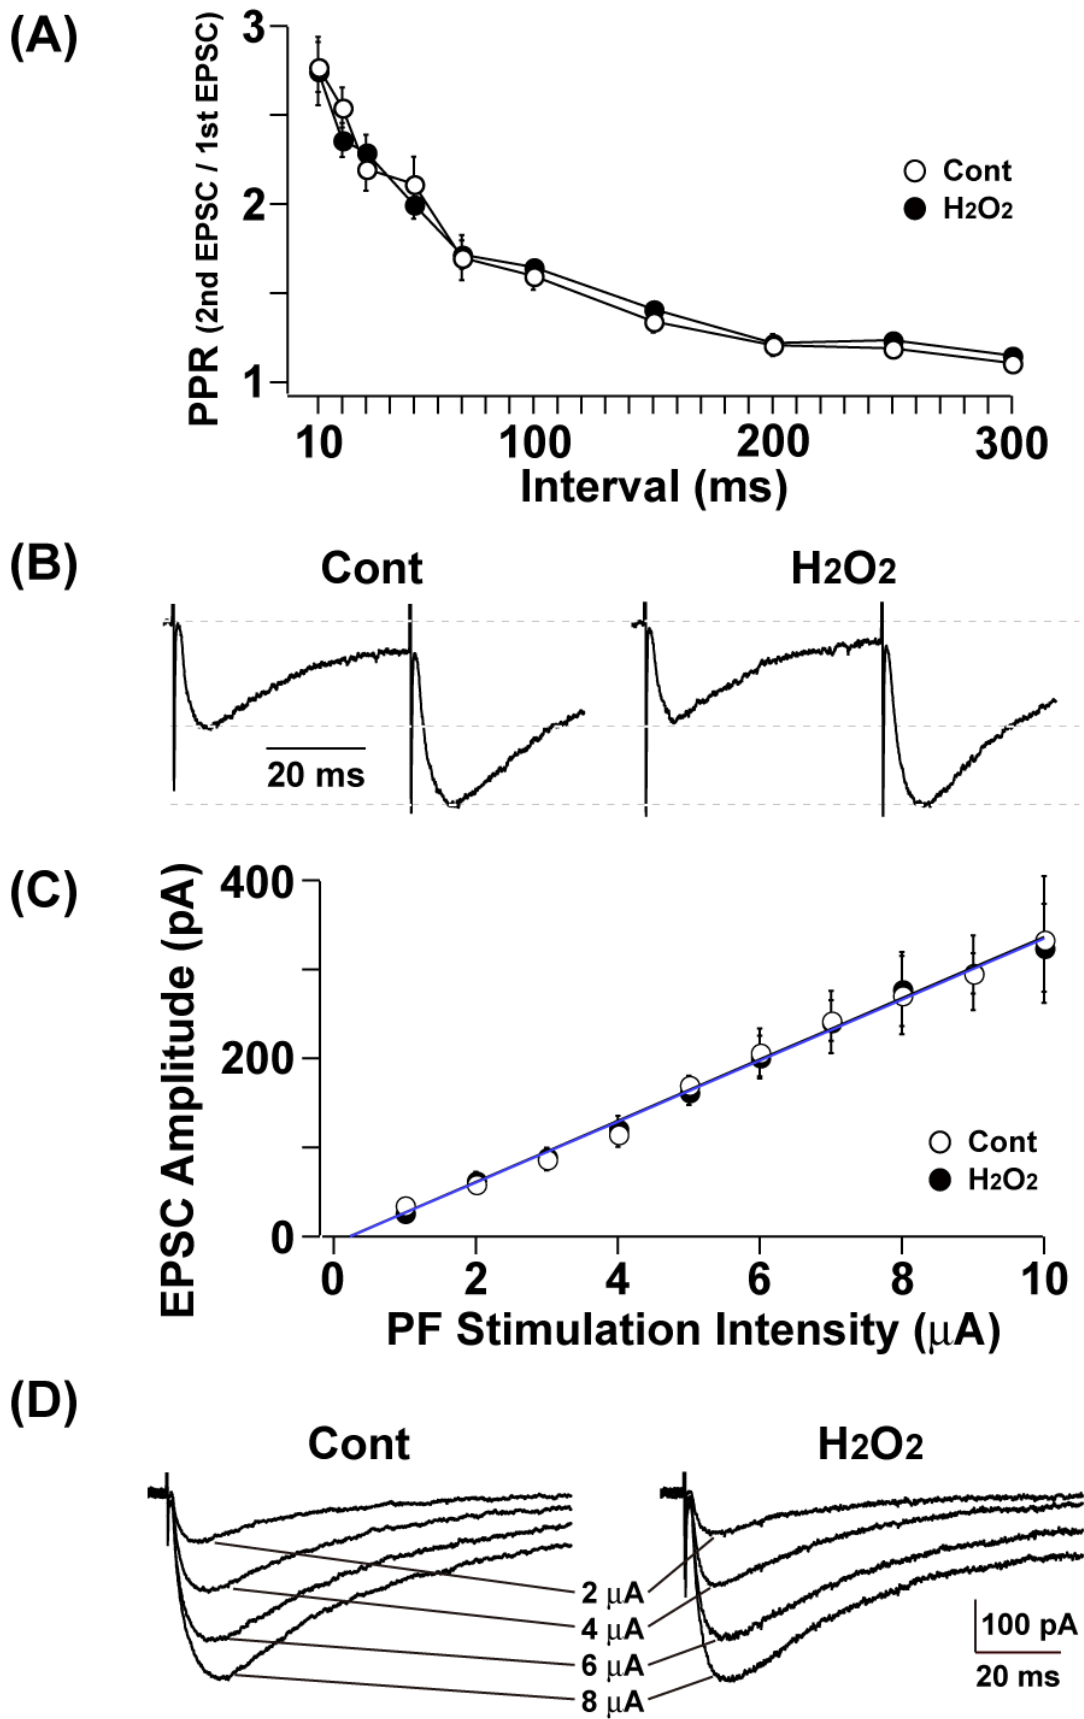 (A)
PPR (2nd EPSC / 1st EPSC)
3
2
1
Cont
H2O2
10 100 200 300
Interval (ms)
(B)
Cont H2O2
20 ms
(C)
EPSC Amplitude (pA)
400
200
0
Cont
H2O2
0 2 4 6 8 10
PF Stimulation Intensity (μA)
(D)
Cont H2O2
2 μA
4 μA
6 μA
8 μA
100 pA
20 ms